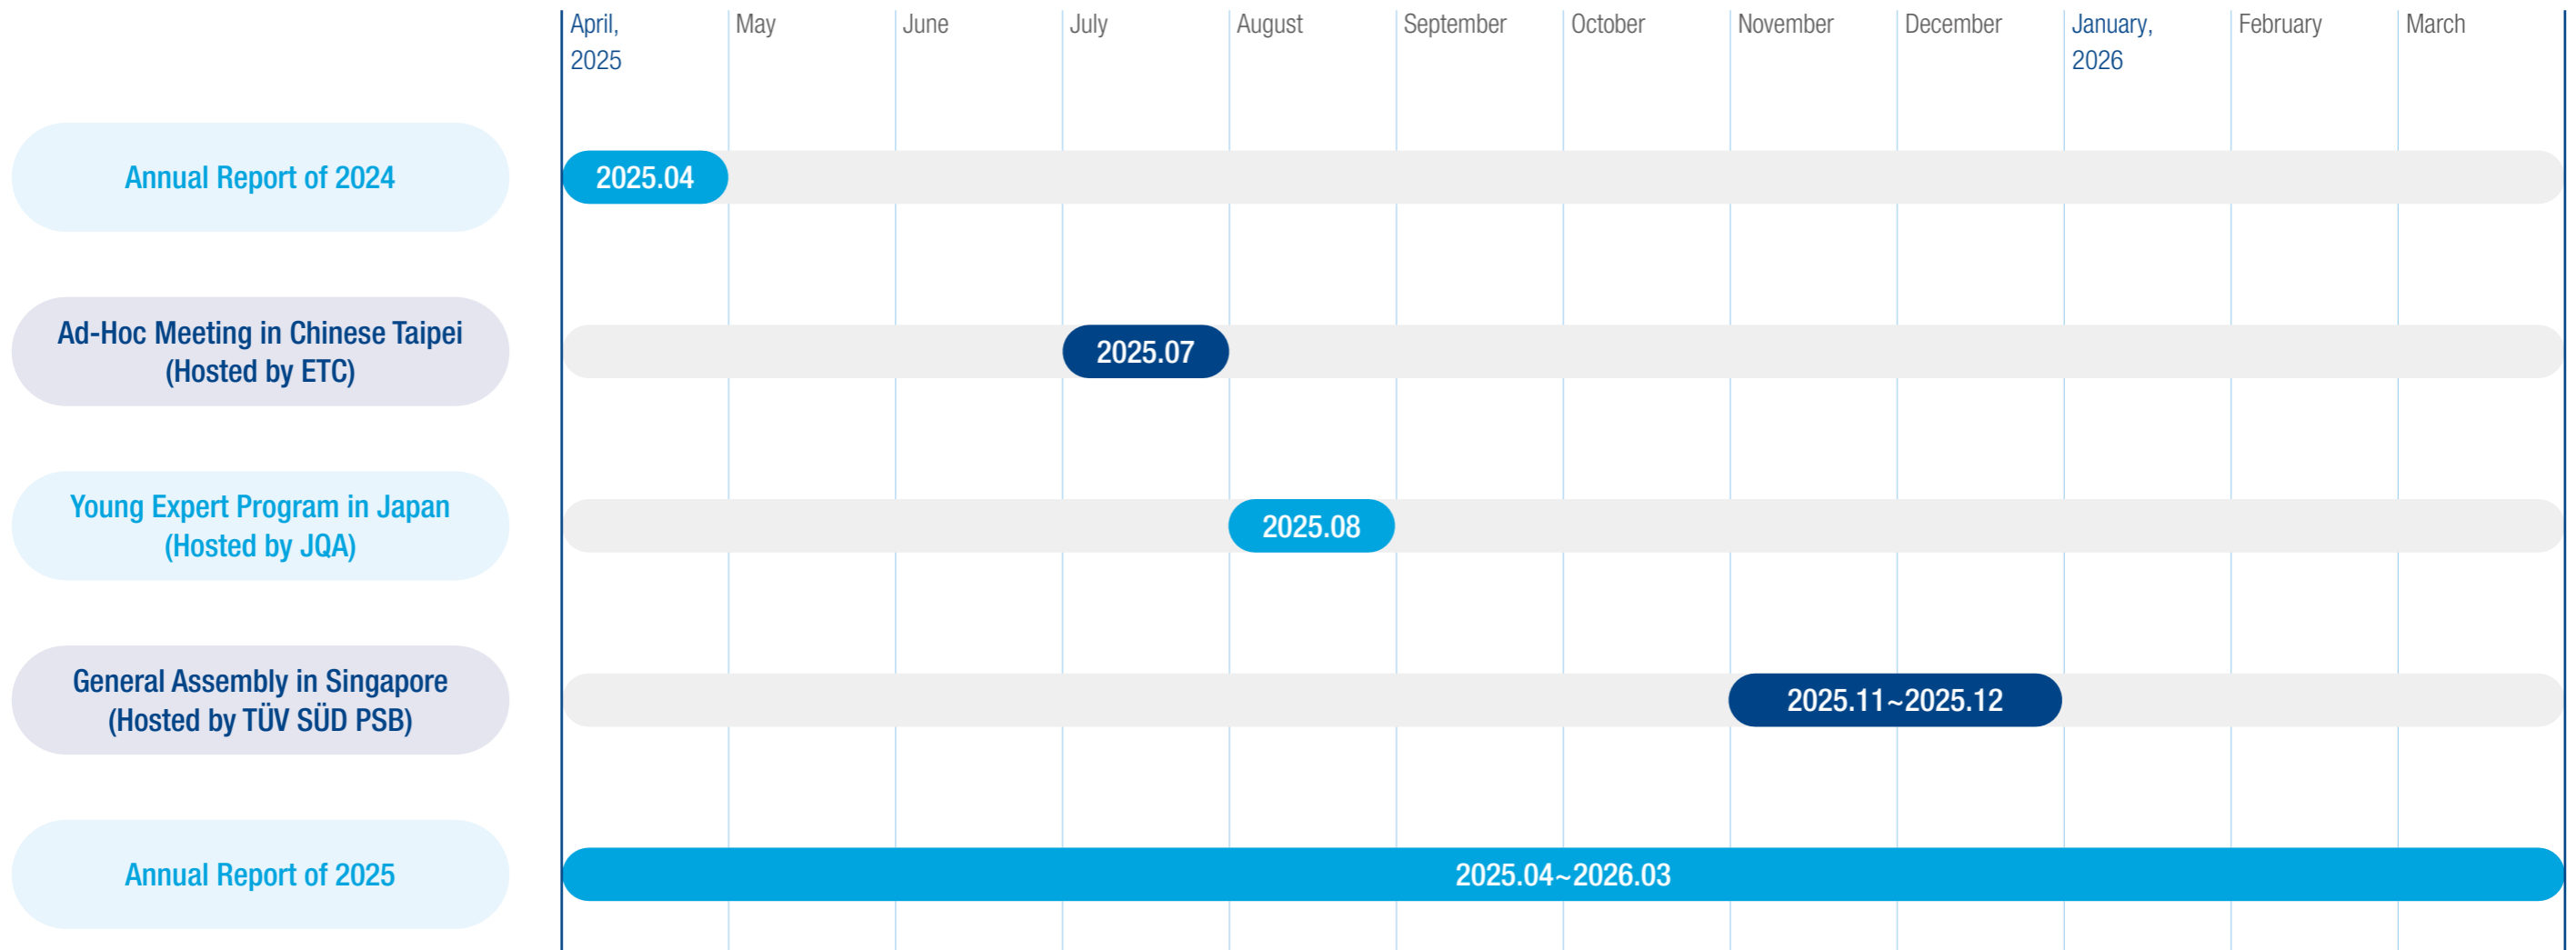 April, May June July August September October November December January, February March
2025 2026
Annual Report of 2024
2025.04
Ad-Hoc Meeting in Chinese Taipei
(Hosted by ETC)
2025.07
Young Expert Program in Japan
(Hosted by JQA)
2025.08
General Assembly in Singapore
(Hosted by TÜV SÜD PSB)
2025.11~2025.12
Annual Report of 2025
2025.04~2026.03